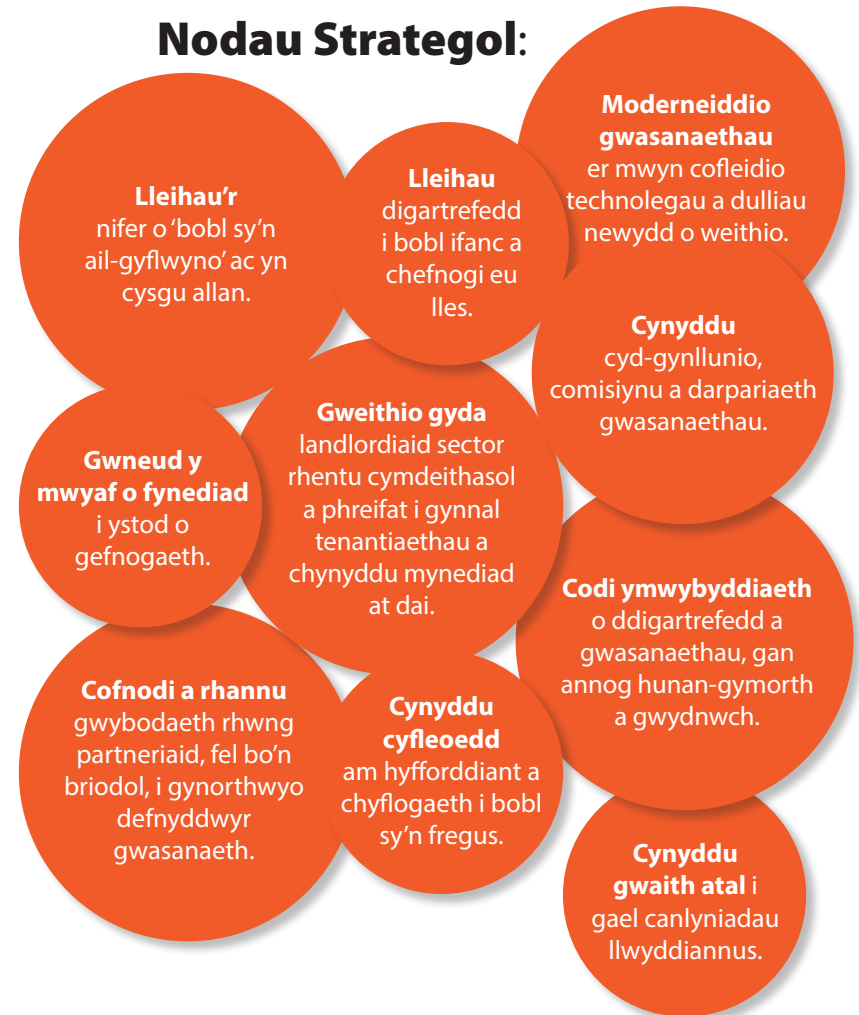 Nodau Strategol:
Lleihau'r
nifer o 'bobl sy'n
ail-gyflwyno' ac yn
cysgu allan.
Lleihau
digartrefedd
i bobl ifanc a
chefnogi eu
lles.
Moderneiddio
gwasanaethau
er mwyn cofleidio
technolegau a dulliau
newydd o weithio.
Cynyddu
cyd-gynllunio,
comisiynu a darpariaeth
gwasanaethau.
Gwneud y
mwyaf o fynediad
i ystod o
gefnogaeth.
Gweithio gyda
landlordiaid sector
rhentu cymdeithasol
a phreifat i gynnal
tenantiaethau a
chynyddu mynediad
at dai.
Codi ymwybyddiaeth
o ddigartrefedd a
gwasanaethau, gan
annog hunan-gymorth
a gwydnwch.
Cofnodi a rhannu
gwybodaeth rhwng
partneriaid, fel bo'n
briodol, i gynorthwyo
defnyddwyr
gwasanaeth.
Cynyddu
cyfleoedd
am hyfforddiant a
chyflogaeth i bobl
sy'n fregus.
Cynyddu
gwaith atal i
gael canlyniadau
llwyddiannus.